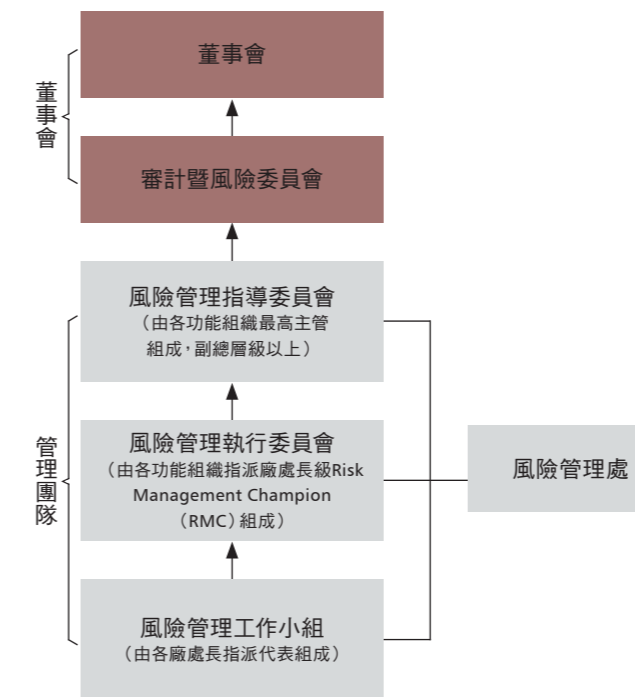 董事會
董事會
審計暨風險委員會
管理團隊
風險管理指導委員會
（由各功能組織最高主管
組成，副總層級以上）
風險管理執行委員會
（由各功能組織指派廠處長級Risk
Management Champion
（RMC）組成）
風險管理工作小組
（由各廠處長指派代表組成）
風險管理處